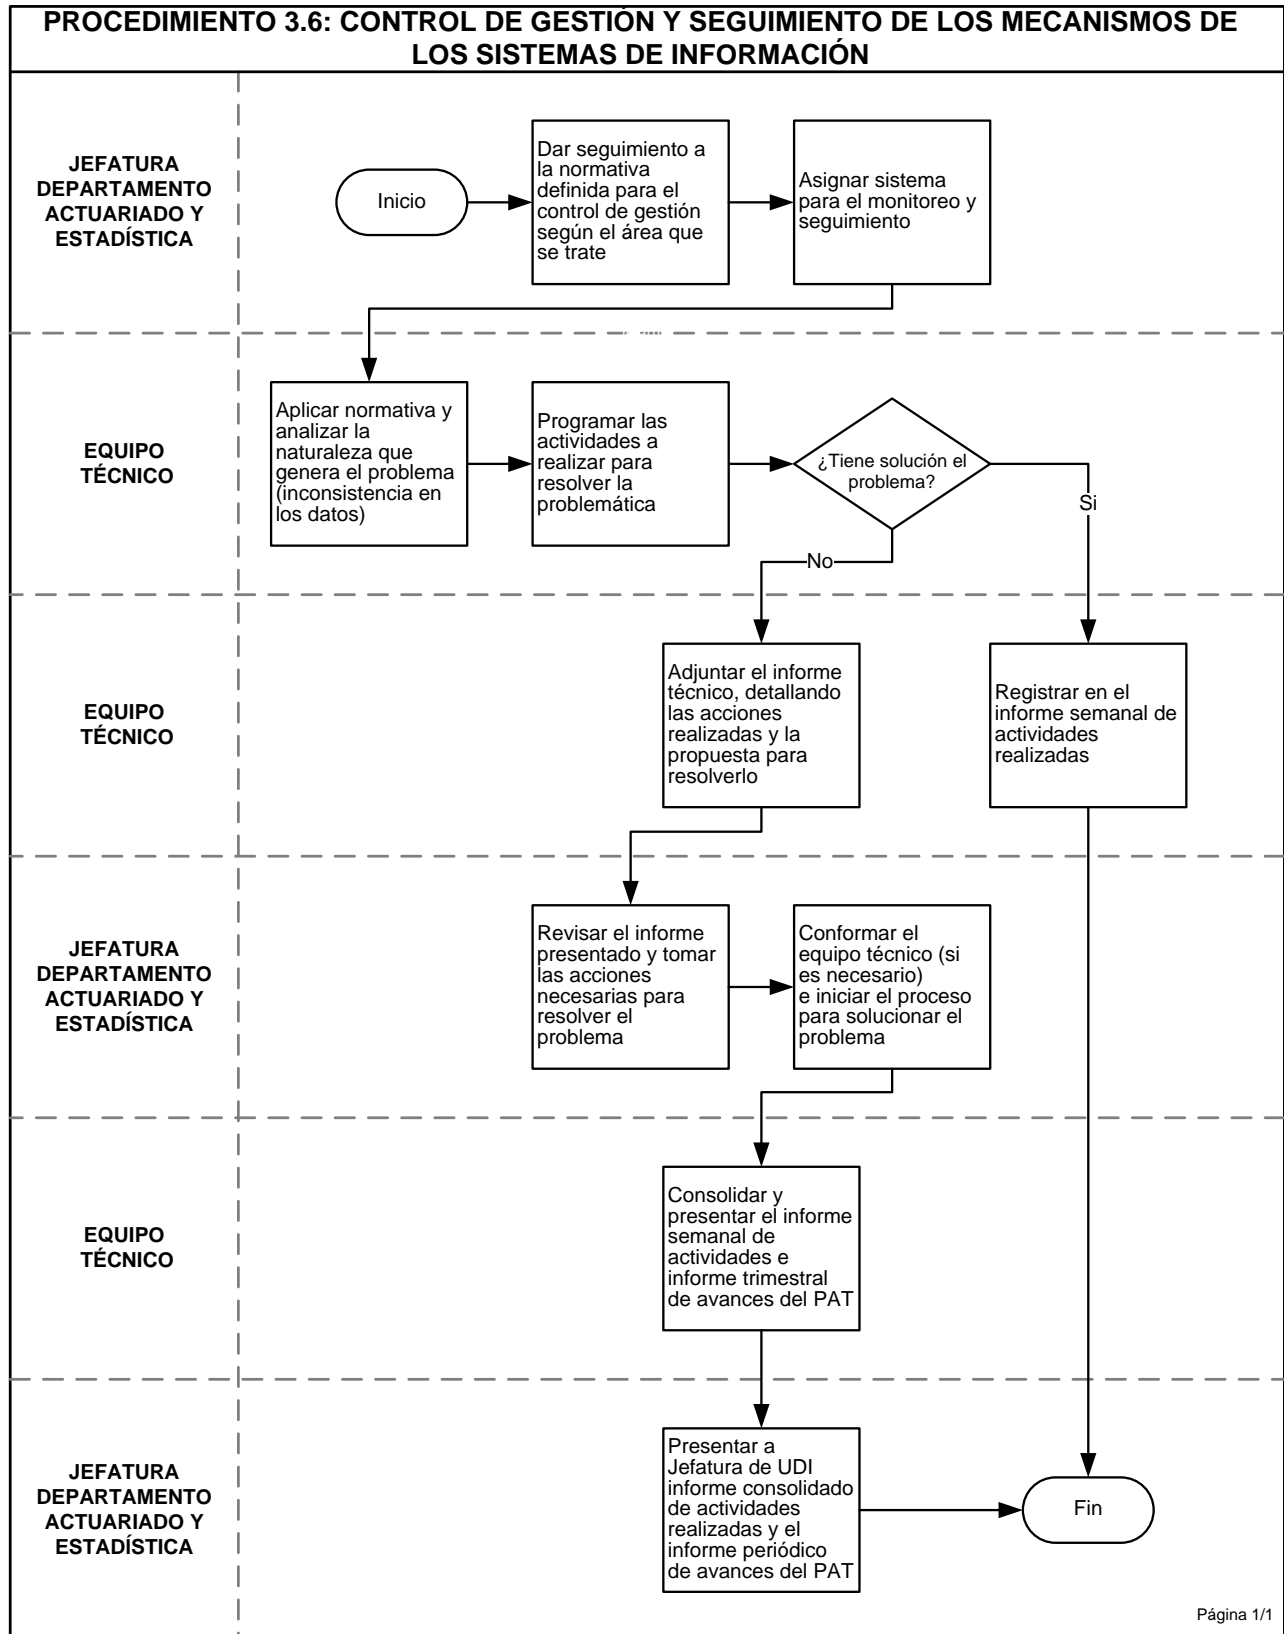 PROCEDIMIENTO 3.6: CONTROL DE GESTIÓN Y SEGUIMIENTO DE LOS MECANISMOS DE
LOS SISTEMAS DE INFORMACIÓN
JEFATURA
DEPARTAMENTO
ACTUARIADO Y
ESTADÍSTICA
Inicio
Dar seguimiento a
la normativa
definida para el
control de gestión
según el área que
se trate
Asignar sistema
para el monitoreo y
seguimiento
EQUIPO
TÉCNICO
Aplicar normativa y
analizar la
naturaleza que
genera el problema
(inconsistencia en
los datos)
Programar las
actividades a
realizar para
resolver la
problemática
¿Tiene solución el
problema?
Si
No
EQUIPO
TÉCNICO
Adjuntar el informe
técnico, detallando
las acciones
realizadas y la
propuesta para
resolverlo
Registrar en el
informe semanal de
actividades
realizadas
JEFATURA
DEPARTAMENTO
ACTUARIADO Y
ESTADÍSTICA
Revisar el informe
presentado y tomar
las acciones
necesarias para
resolver el
problema
Conformar el
equipo técnico (si
es necesario)
e iniciar el proceso
para solucionar el
problema
EQUIPO
TÉCNICO
Consolidar y
presentar el informe
semanal de
actividades e
informe trimestral
de avances del PAT
JEFATURA
DEPARTAMENTO
ACTUARIADO Y
ESTADÍSTICA
Presentar a
Jefatura de UDI
informe consolidado
de actividades
realizadas y el
informe periódico
de avances del PAT
Fin
Página 1/1